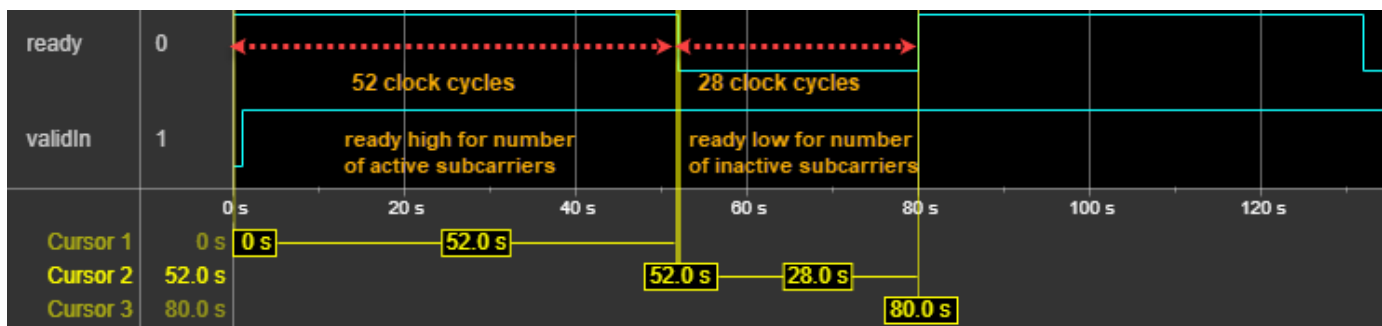 ready 0
52 clock cycles 28 clock cycles
validIn 1 ready high for number ready low for number
of active subcarriers of inactive subcarriers
0 s 20 s 40 s 60 s 80 s 100 s 120 s
Cursor 1 0 s 0 s 52.0 s
Cursor 2 52.0 s 52.0 s 28.0 s
Cursor 3 80.0 s 80.0 s